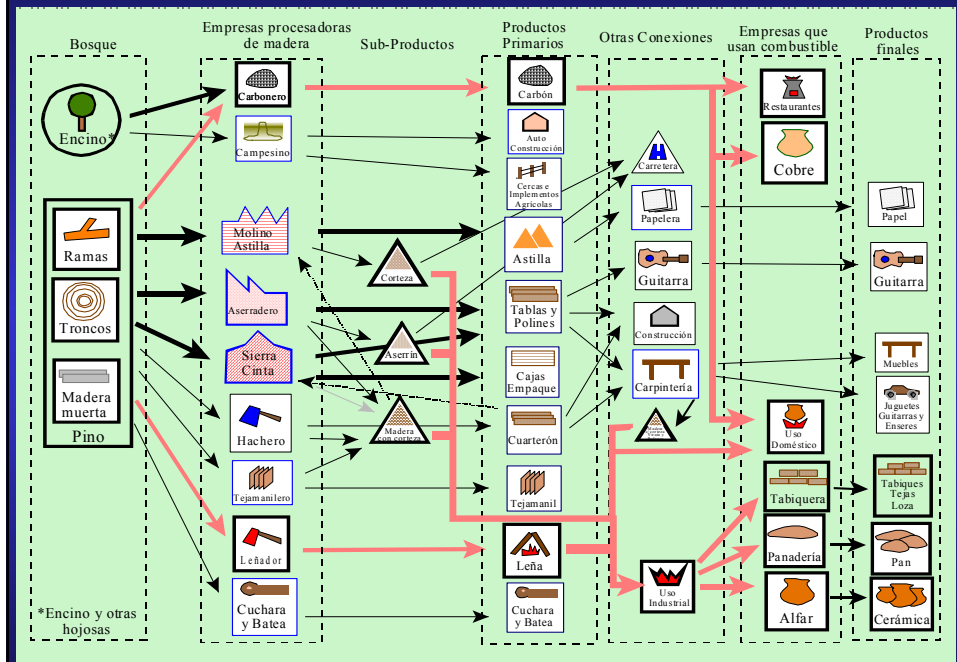 Bosque
Encino*
Ramas
Troncos
Madera
muerta
Pino
*Encino y otras
hojosas
Empresas procesadoras
de madera
Carbonero
Campesino
Molino
Astilla
Aserradero
Sierra
Cinta
Hachero
Tejamanilero
Leñador
Cuchara
y Batea
Sub-Productos
Corteza
Aserrín
Madera
con corteza
Productos
Primarios
Carbón
Auto
Construcción
Cercas e
Implementos
Agrícolas
Astilla
Tablas y
Polines
Cajas
Empaque
Cuarterón
Tejamanil
Leña
Cuchara
y Batea
Otras Conexiones
Carretera
Papelera
Guitarra
Construcción
Carpintería
Madera
Uso
Industrial
Empresas que
usan combustible
Restaurantes
Cobre
Uso
Doméstico
Tabiquera
Panadería
Alfar
Productos
finales
Papel
Guitarra
Muebles
Juguetes
Guitarras y
Enseres
Tabiques
Tejas
Loza
Pan
Cerámica